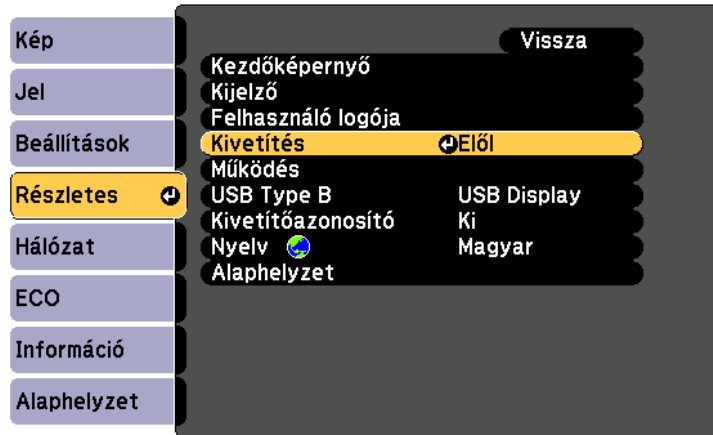 Kép
Jel
Beállítások
Részletes
Hálózat
ECO
Információ
Alaphelyzet
Vissza
Kezdőképernyő
Kijelző
Felhasználó logója
Kivetítés Elől
Működés
USB Type B USB Display
Kivetítőazonosító Ki
Nyelv Magyar
Alaphelyzet